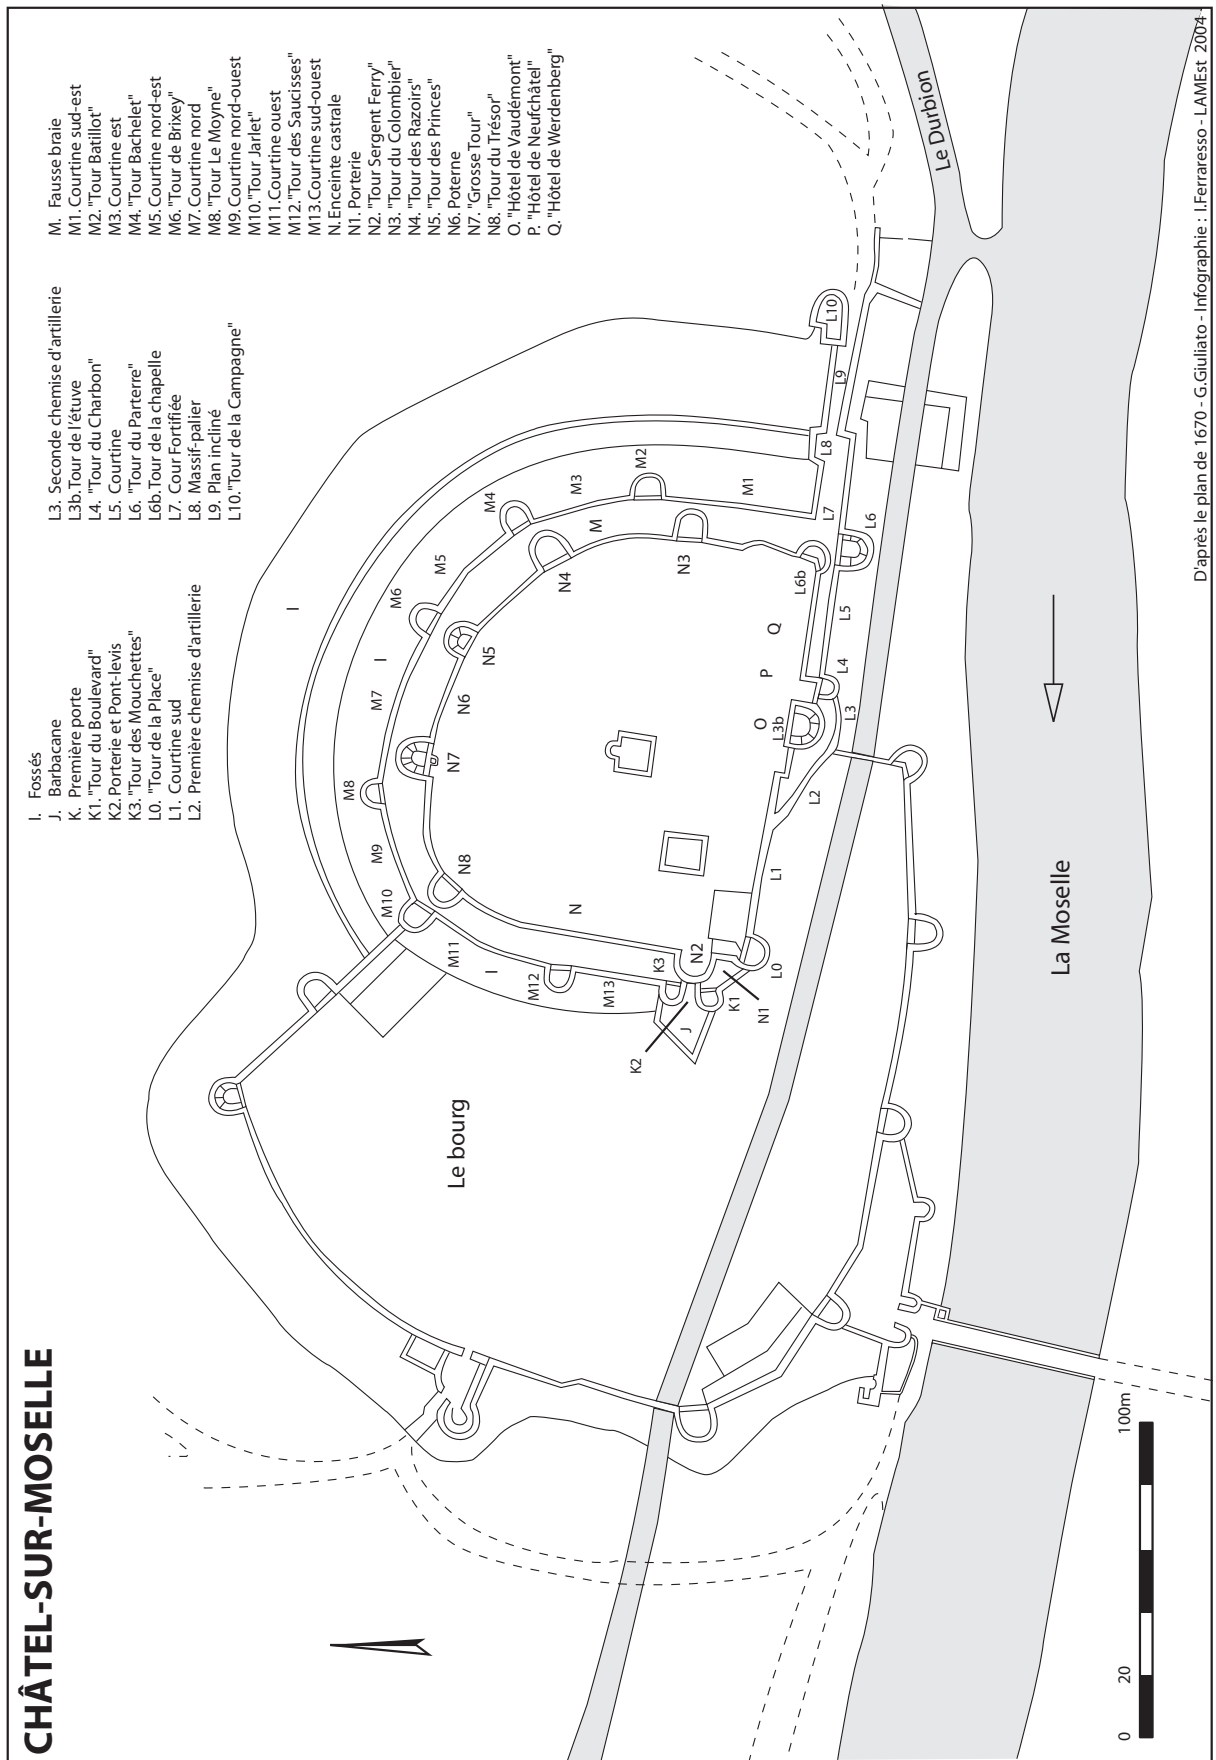 CHÂTEL-SUR-MOSELLE
I. Fossés
J. Barbacane
K. Première porte
K1. "Tour du Boulevard"
K2. Porterie et Pont-levis
K3. "Tour des Mouchettes"
L0. "Tour de la Place"
L1. Courtine sud
L2. Première chemise d'artillerie
L3. Seconde chemise d'artillerie
L3b. Tour de l'étuve
L4. "Tour du Charbon"
L5. Courtine
L6. "Tour du Parterre"
L6b. Tour de la chapelle
L7. Cour Fortifiée
L8. Massif-palier
L9. Plan incliné
L10. "Tour de la Campagne"
M. Fausse braie
M1. Courtine sud-est
M2. "Tour Batillot"
M3. Courtine est
M4. "Tour Bachelet"
M5. Courtine nord-est
M6. "Tour de Brixey"
M7. Courtine nord
M8. "Tour Le Moyne"
M9. Courtine nord-ouest
M10. "Tour Jarlet"
M11. Courtine ouest
M12. "Tour des Saucisses"
M13. Courtine sud-ouest
N. Enceinte castrale
N1. Porterie
N2. "Tour Sergent Ferry"
N3. "Tour du Colombier"
N4. "Tour des Razoirs"
N5. "Tour des Princes"
N6. Poterne
N7. "Grosse Tour"
N8. "Tour du Trésor"
O. "Hôtel de Vaudémont"
P. "Hôtel de Neufchâtel"
Q. "Hôtel de Werdenberg"
I
I
M6
M5
M4
M7
M8
M9
M10
M3
M2
M
M1
N4
N3
N5
N6
N7
N8
N
M11
I
M12
M13
K3
N2
K2
J
K1
N1
L0
L1
L2
O
L3b
P
Q
L3
L4
L5
L6b
L6
L7
L8
L9
L10
Le bourg
Le Durbion
La Moselle
0
20
100m
D'après le plan de 1670 - G.Giuliato - Infographie : I.Ferraresso - LAMEst 2004